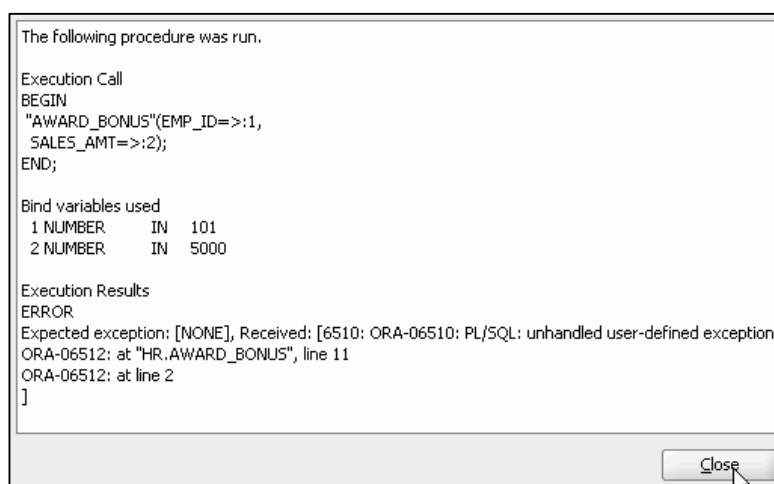 The following procedure was run.
Execution Call
BEGIN
"AWARD_BONUS"(EMP_ID=>:1,
SALES_AMT=>:2);
END;
Bind variables used
1 NUMBER IN 101
2 NUMBER IN 5000
Execution Results
ERROR
Expected exception: [NONE], Received: [6510: ORA-06510: PL/SQL: unhandled user-defined exception
ORA-06512: at "HR.AWARD_BONUS", line 11
ORA-06512: at line 2
]
Close